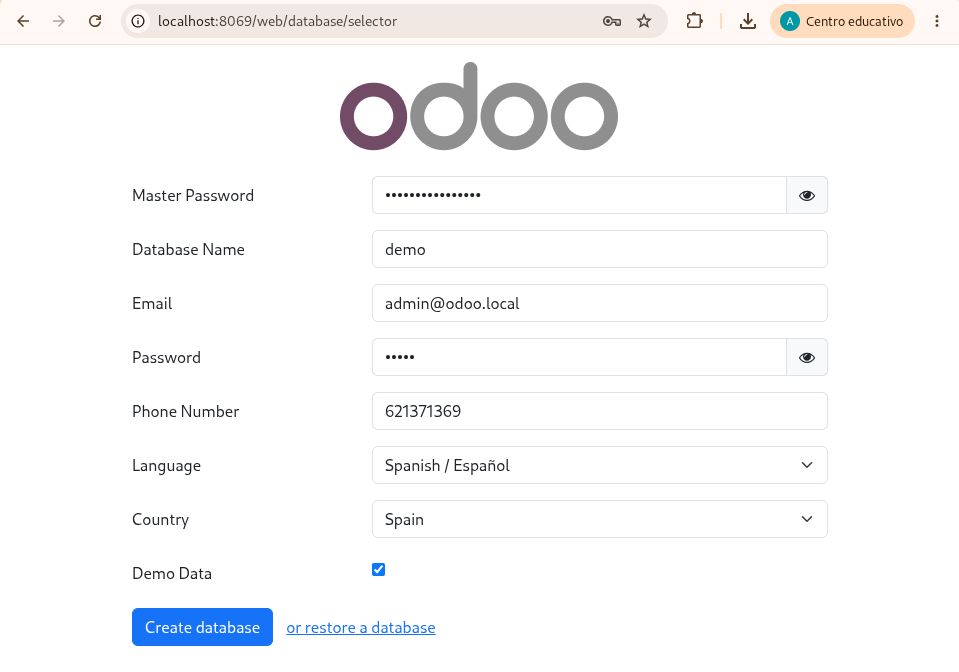 localhost:8069/web/database/selector
A Centro educativo
odoo
Master Password ••••••••••••••••
Database Name demo
Email admin@odoo.local
Password •••••
Phone Number 621371369
Language Spanish / Español
Country Spain
Demo Data
Create database or restore a database